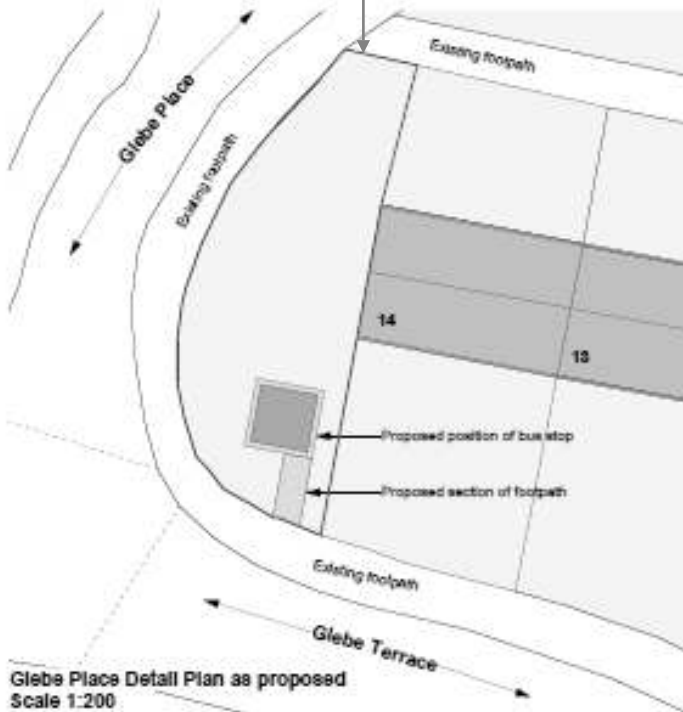 Existing footpath
Glebe Place
Existing footpath
14
13
Proposed position of bus stop
Proposed section of footpath
Existing footpath
Glebe Terrace
Glebe Place Detail Plan as proposed
Scale 1:200